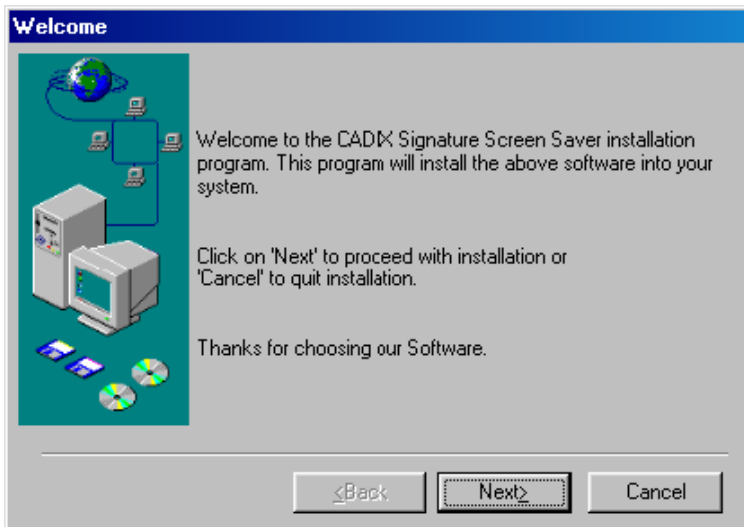 Welcome
Welcome to the CADIX Signature Screen Saver installation
program. This program will install the above software into your
system.
Click on 'Next' to proceed with installation or
'Cancel' to quit installation.
Thanks for choosing our Software.
<Back
Next>
Cancel